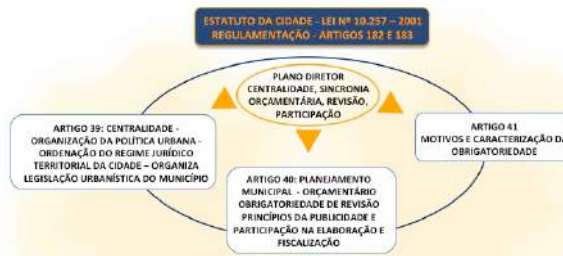 ESTATUTO DA CIDADE - LEI Nº 10.257 – 2001
REGULAMENTAÇÃO - ARTIGOS 182 E 183
PLANO DIRETOR
CENTRALIDADE, SINCRONIA
ORÇAMENTÁRIA, REVISÃO,
PARTICIPAÇÃO
ARTIGO 39: CENTRALIDADE -
ORGANIZAÇÃO DA POLÍTICA URBANA -
ORDENAÇÃO DO REGIME JURÍDICO
TERRITORIAL DA CIDADE – ORGANIZA
LEGISLAÇÃO URBANÍSTICA DO MUNICÍPIO
ARTIGO 41
MOTIVOS E CARACTERIZAÇÃO DA
OBRIGATORIEDADE
ARTIGO 40: PLANEJAMENTO
MUNICIPAL - ORÇAMENTÁRIO
OBRIGATORIEDADE DE REVISÃO
PRINCÍPIOS DA PUBLICIDADE E
PARTICIPAÇÃO NA ELABORAÇÃO E
FISCALIZAÇÃO